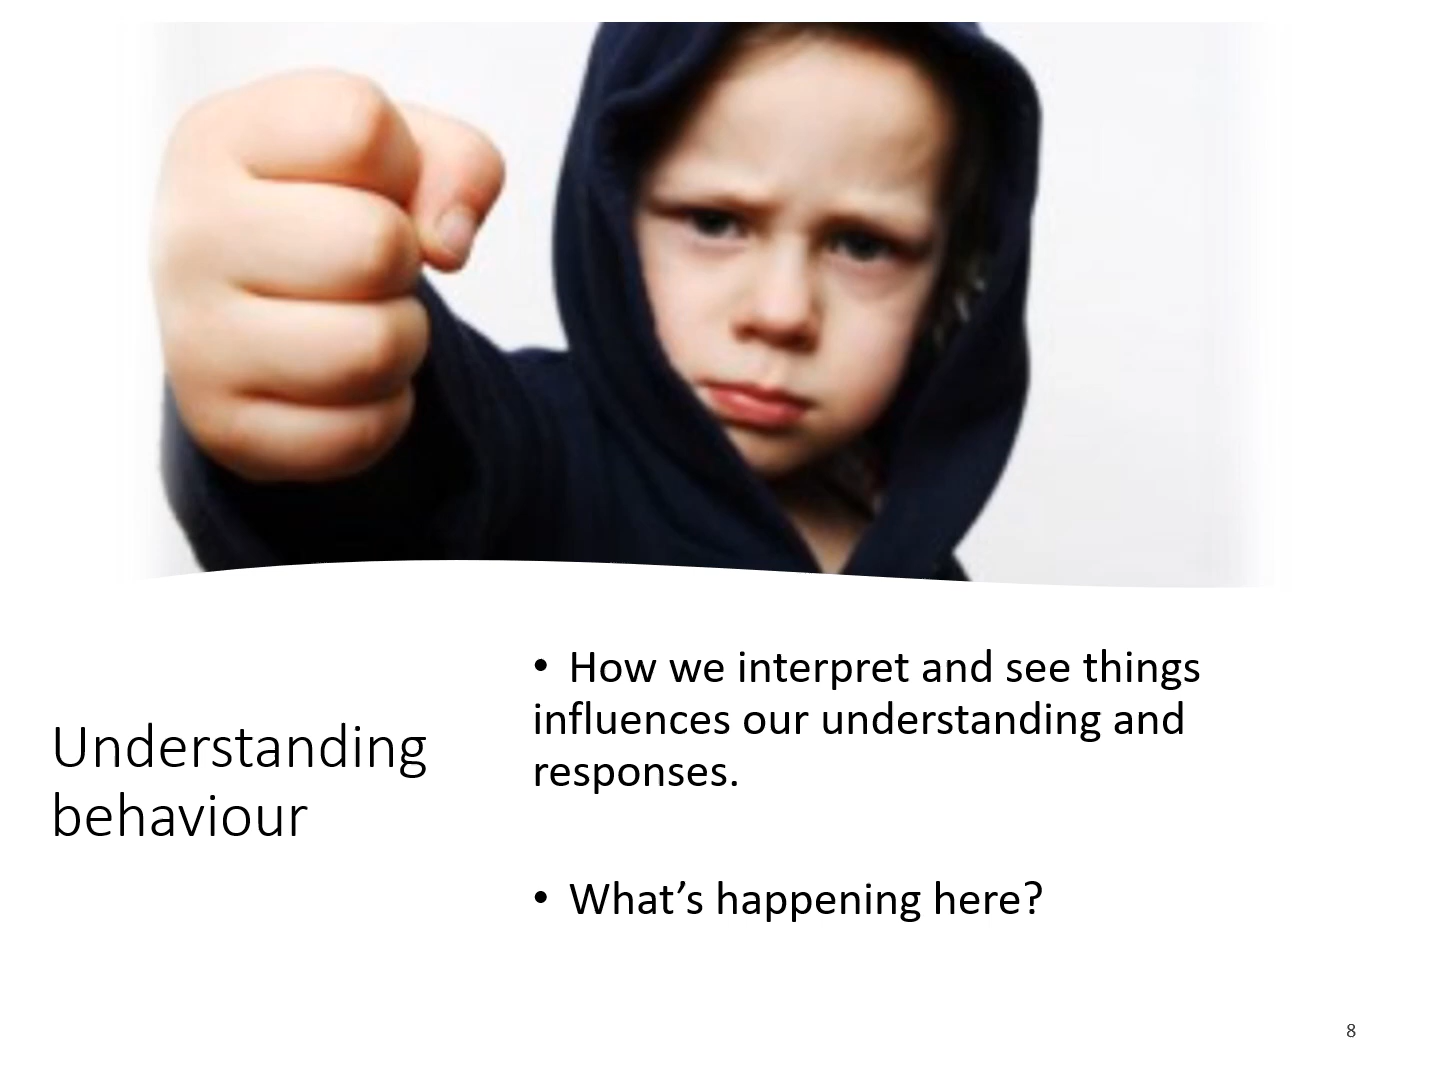 Understanding
behaviour
• How we interpret and see things
influences our understanding and
responses.
• What’s happening here?
8